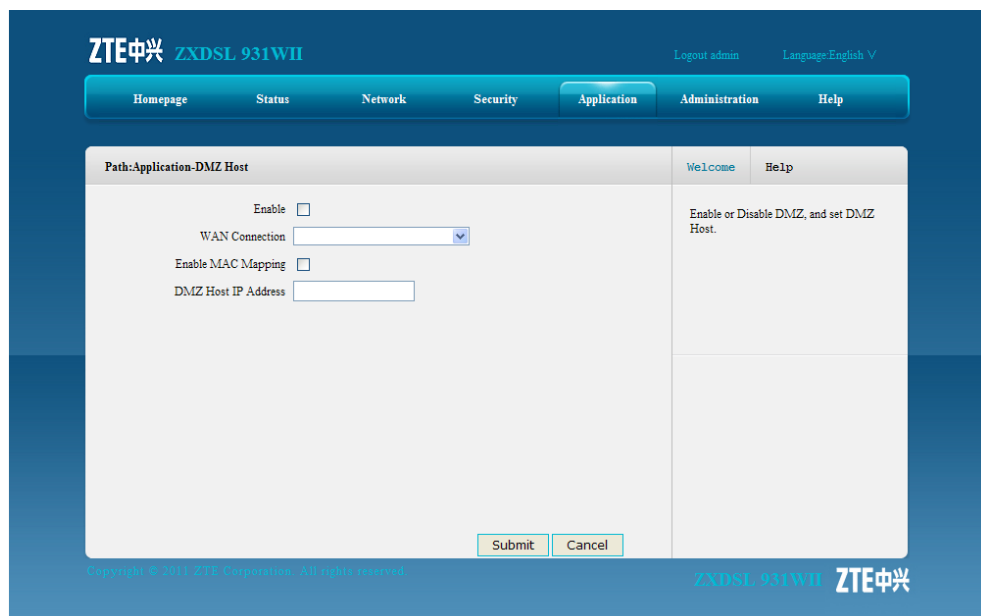 ZTE中兴 ZXDSL 931WII
Logout admin Language:English V
Homepage Status Network Security Application Administration Help
Path:Application-DMZ Host
Welcome Help
Enable
WAN Connection
Enable MAC Mapping
DMZ Host IP Address
Enable or Disable DMZ, and set DMZ
Host.
Submit Cancel
Copyright © 2011 ZTE Corporation. All rights reserved.
ZXDSL 931WII ZTE中兴